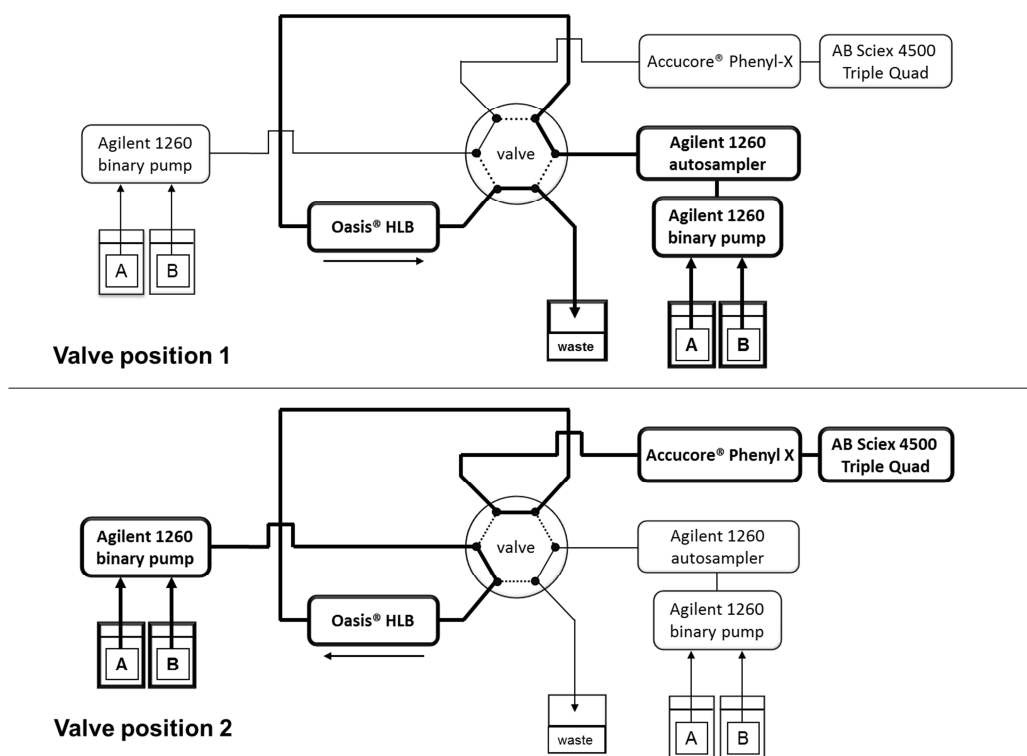 Accucore® Phenyl-X
AB Sciex 4500
Triple Quad
Agilent 1260
binary pump
valve
Agilent 1260
autosampler
Oasis® HLB
Agilent 1260
binary pump
A
B
waste
A
B
Valve position 1
Accucore® Phenyl X
AB Sciex 4500
Triple Quad
Agilent 1260
binary pump
valve
Agilent 1260
autosampler
Oasis® HLB
Agilent 1260
binary pump
A
B
waste
A
B
Valve position 2